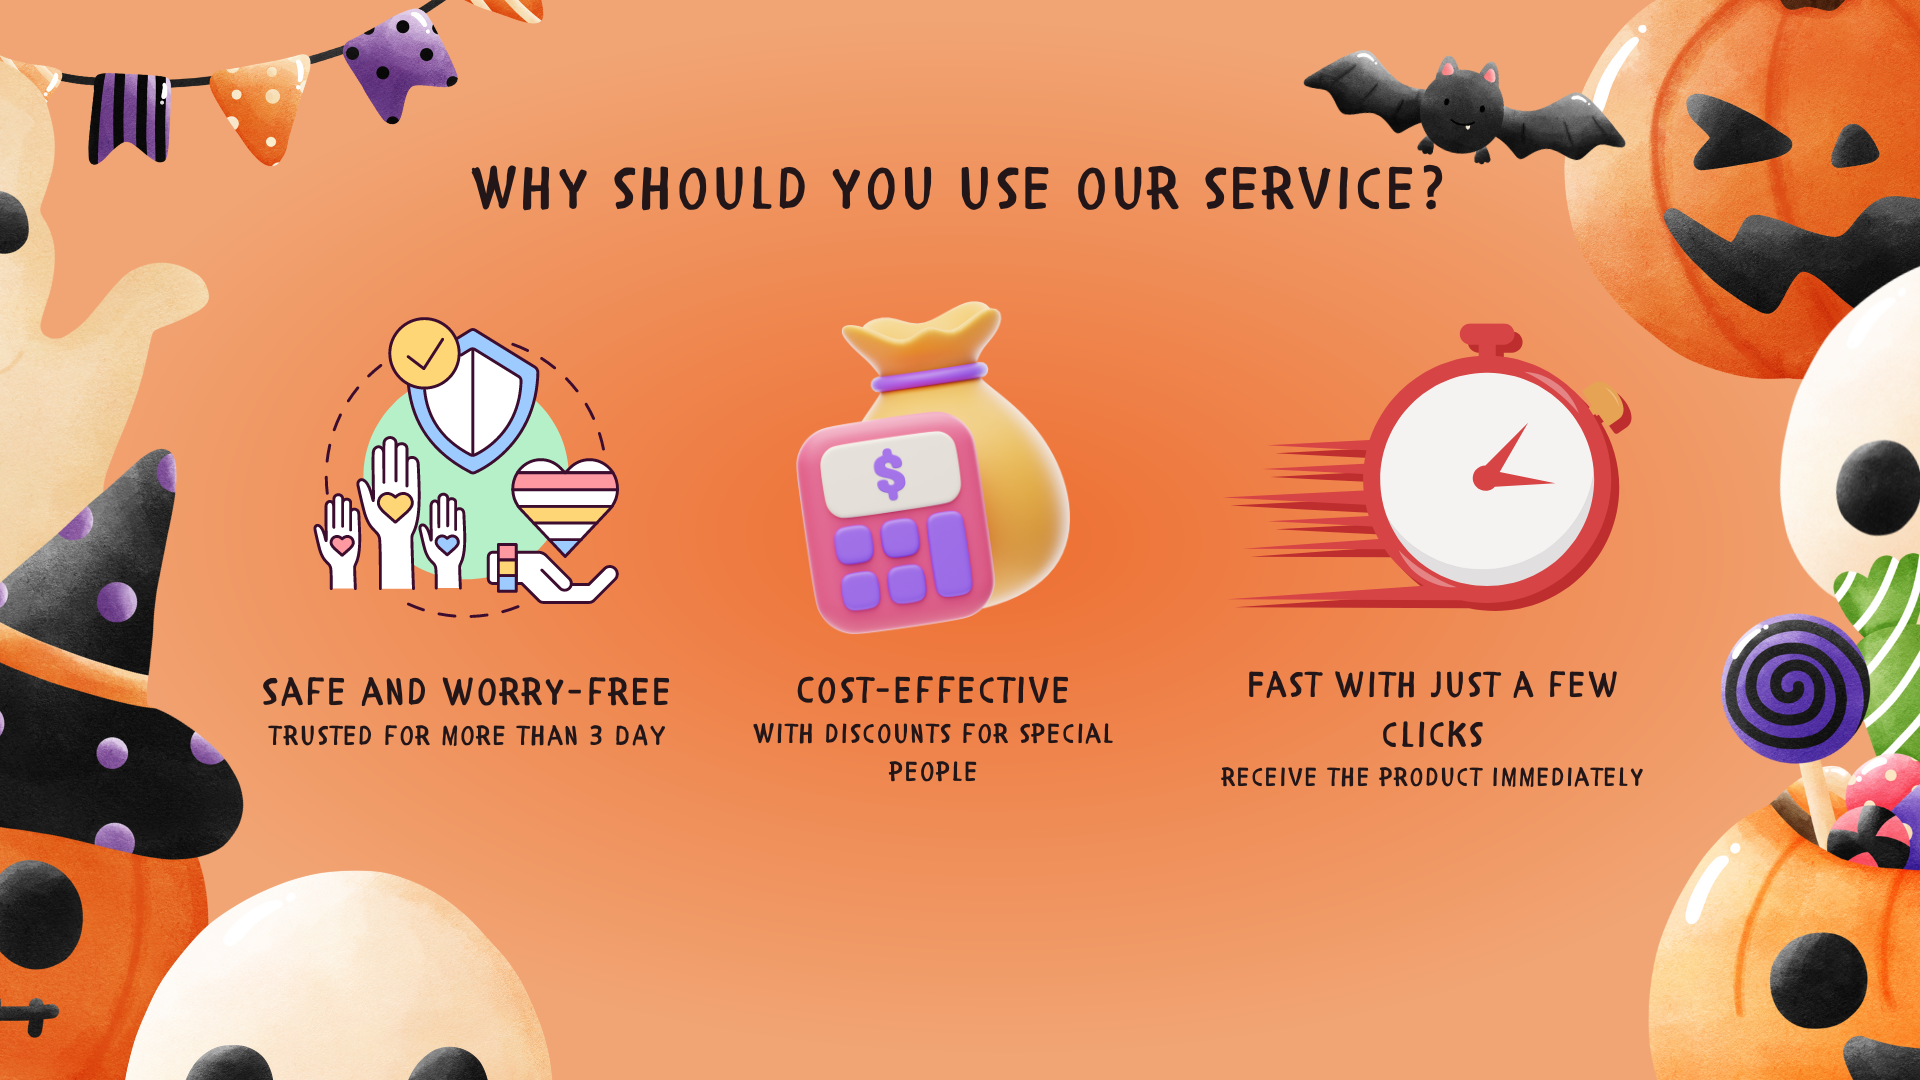 WHY SHOULD YOU USE OUR SERVICE?
$
SAFE AND WORRY-FREE
TRUSTED FOR MORE THAN 3 DAY
COST-EFFECTIVE
WITH DISCOUNTS FOR SPECIAL
PEOPLE
FAST WITH JUST A FEW
CLICKS
RECEIVE THE PRODUCT IMMEDIATELY